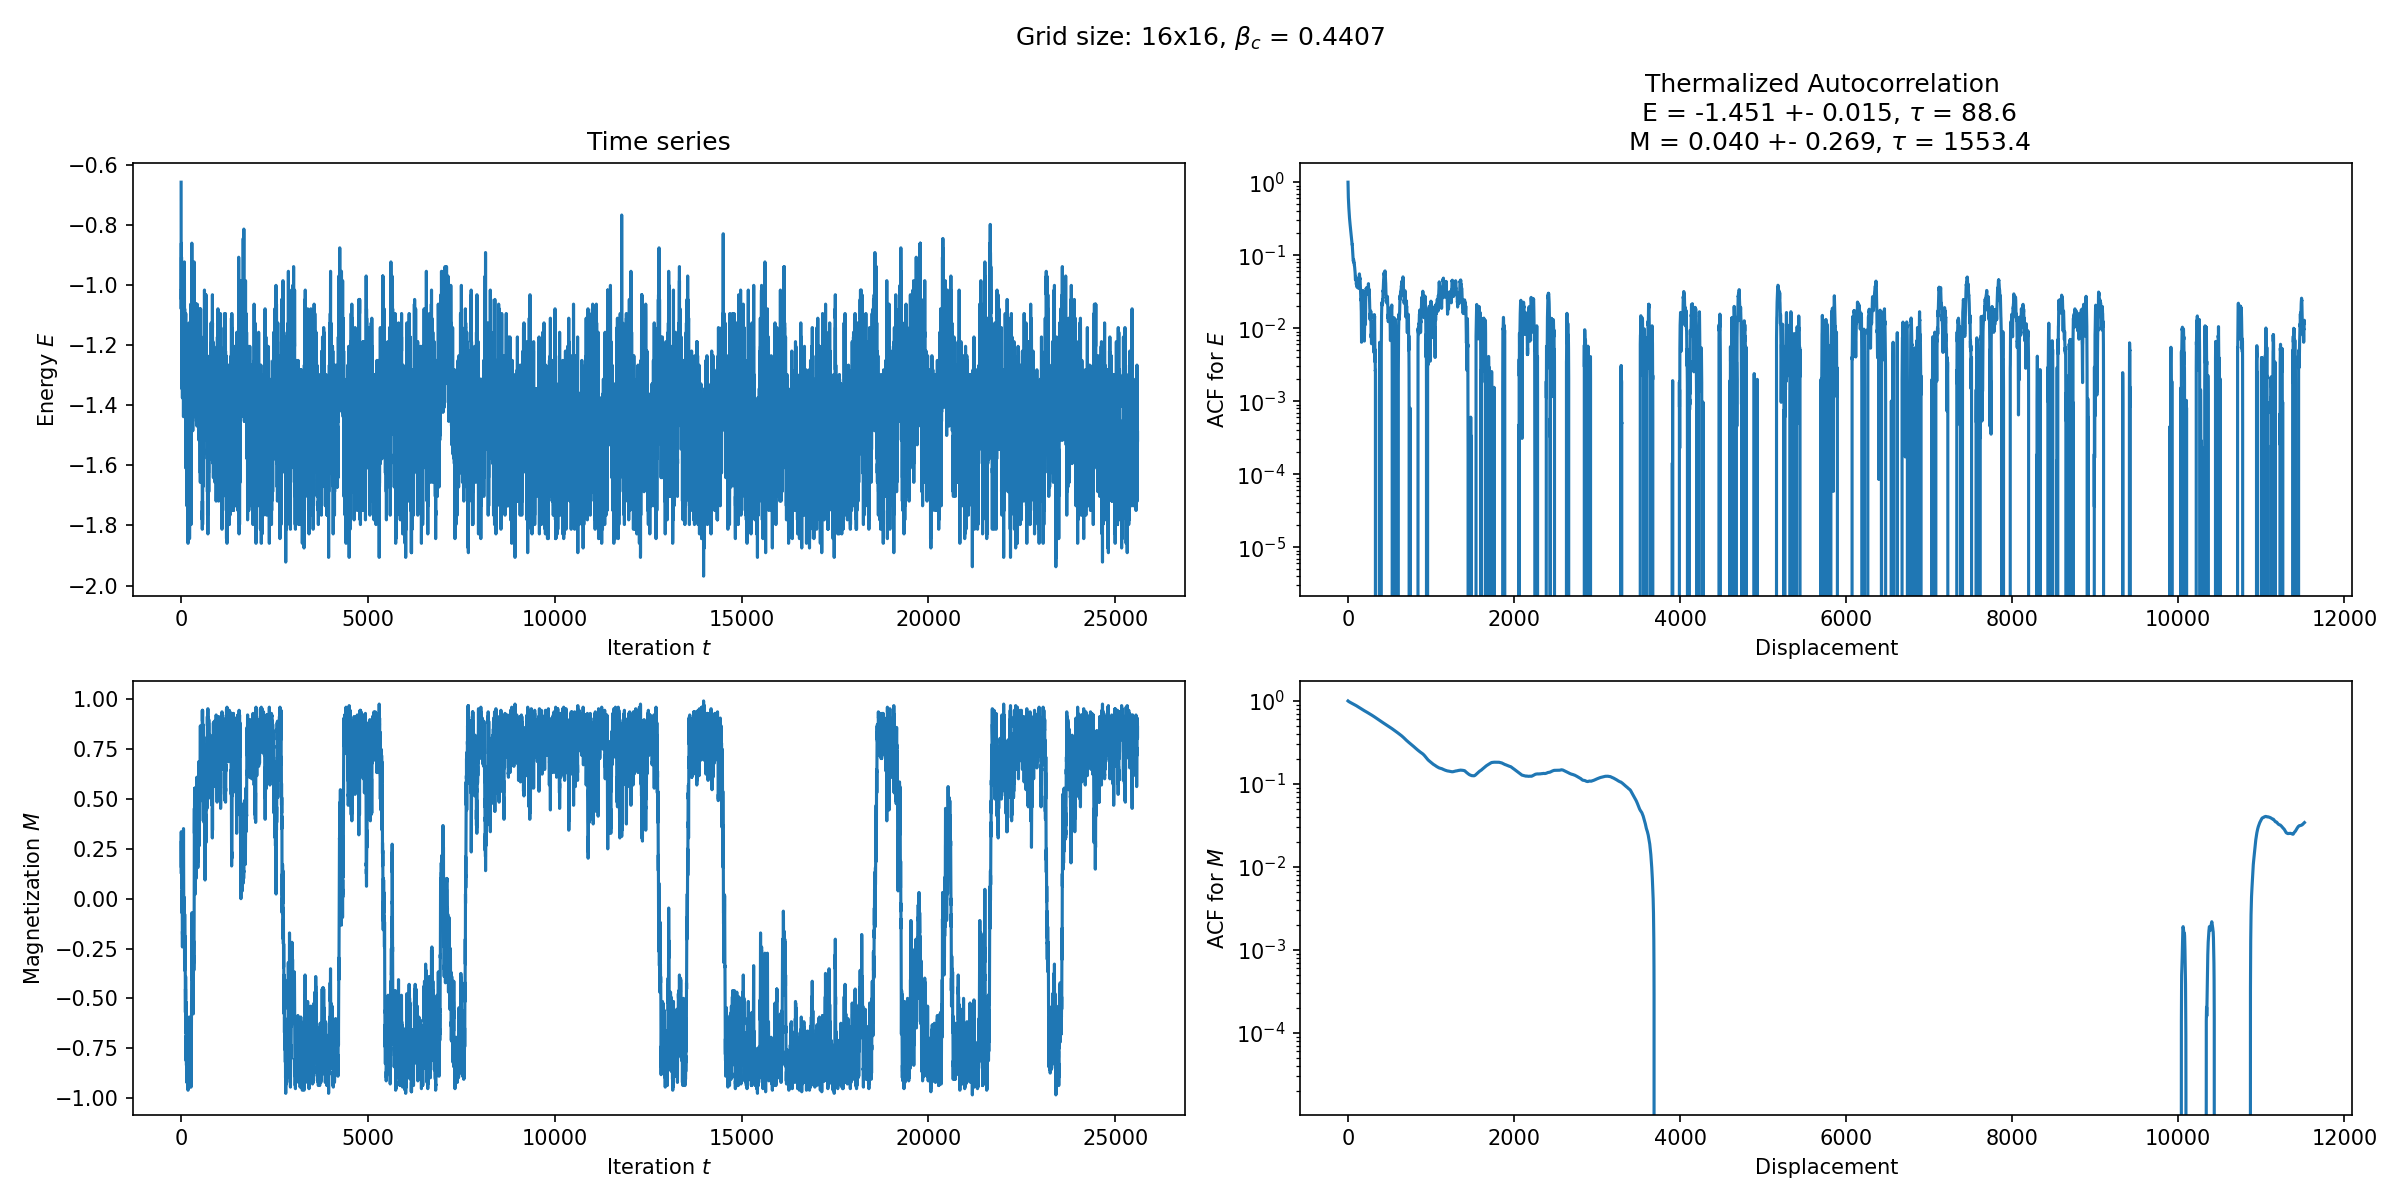 Grid size: 16x16, βc = 0.4407
Time series
Energy E
−0.6
−0.8
−1.0
−1.2
−1.4
−1.6
−1.8
−2.0
0 5000 10000 15000 20000 25000
Iteration t
Thermalized Autocorrelation
E = -1.451 +- 0.015, τ = 88.6
M = 0.040 +- 0.269, τ = 1553.4
ACF for E
10⁰
10⁻¹
10⁻²
10⁻³
10⁻⁴
10⁻⁵
0 2000 4000 6000 8000 10000 12000
Displacement
Magnetization M
1.00
0.75
0.50
0.25
0.00
−0.25
−0.50
−0.75
−1.00
0 5000 10000 15000 20000 25000
Iteration t
ACF for M
10⁰
10⁻¹
10⁻²
10⁻³
10⁻⁴
0 2000 4000 6000 8000 10000 12000
Displacement